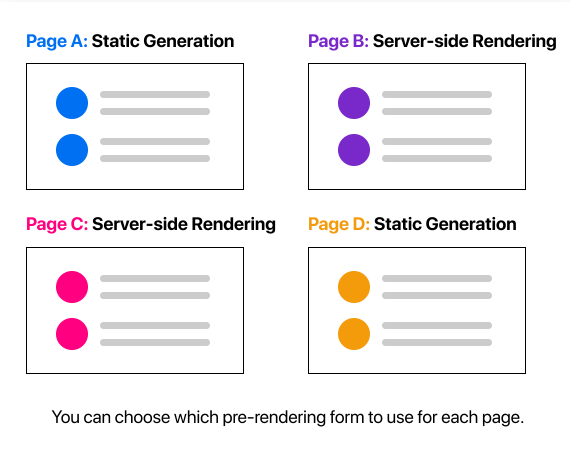 Page A: Static Generation
Page B: Server-side Rendering
Page C: Server-side Rendering
Page D: Static Generation
You can choose which pre-rendering form to use for each page.